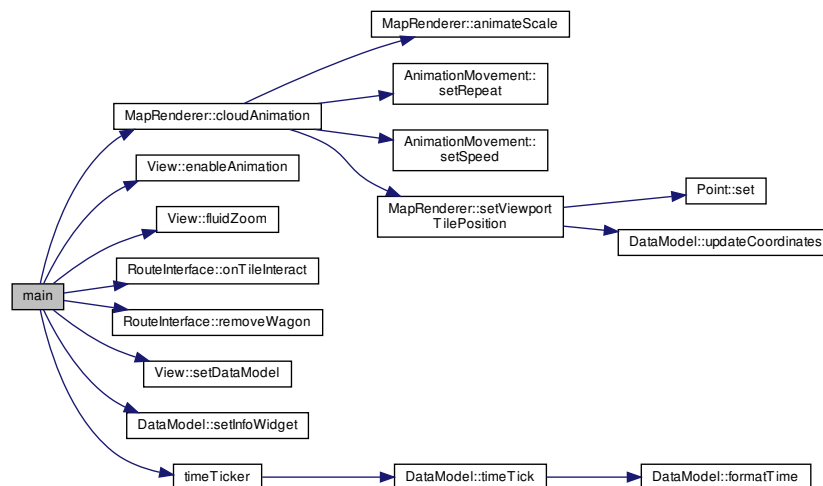 MapRenderer::animateScale
AnimationMovement::
setRepeat
MapRenderer::cloudAnimation
AnimationMovement::
setSpeed
View::enableAnimation
Point::set
MapRenderer::setViewport
TilePosition
View::fluidZoom
DataModel::updateCoordinates
RouteInterface::onTileInteract
main
RouteInterface::removeWagon
View::setDataModel
DataModel::setInfoWidget
timeTicker
DataModel::timeTick
DataModel::formatTime